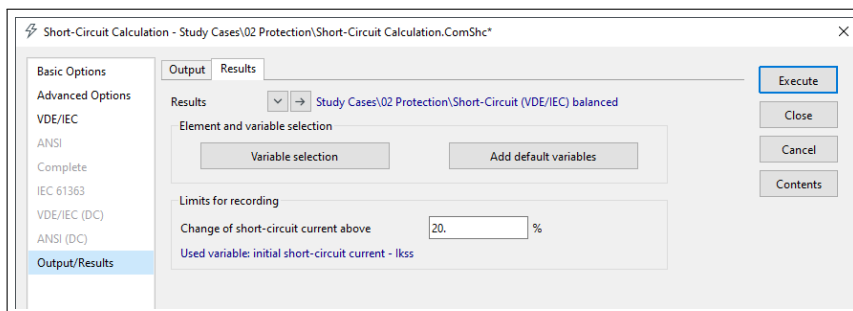 Short-Circuit Calculation - Study Cases\02 Protection\Short-Circuit Calculation.ComShc*
Basic Options
Advanced Options
VDE/IEC
ANSI
Complete
IEC 61363
VDE/IEC (DC)
ANSI (DC)
Output/Results
Output
Results
Results
Study Cases\02 Protection\Short-Circuit (VDE/IEC) balanced
Element and variable selection
Variable selection
Add default variables
Limits for recording
Change of short-circuit current above
20.
%
Used variable: initial short-circuit current - Ikss
Execute
Close
Cancel
Contents